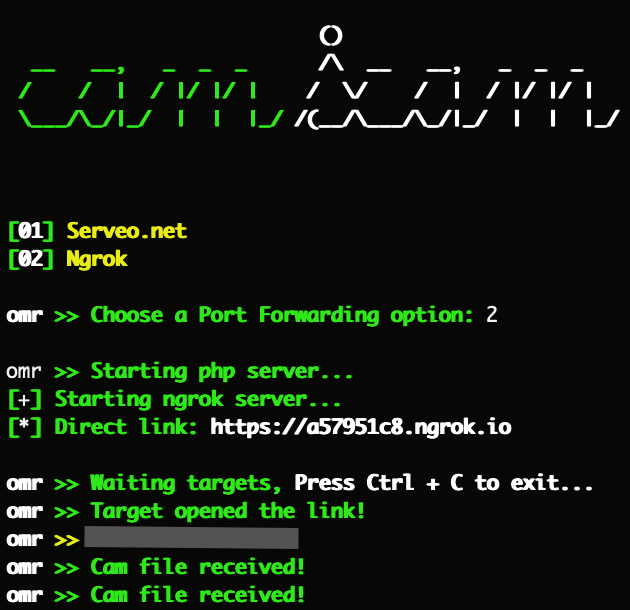 cam & cam
[01] Serveo.net
[02] Ngrok
omr >> Choose a Port Forwarding option: 2
omr >> Starting php server...
[+] Starting ngrok server...
[*] Direct link: https://a57951c8.ngrok.io
omr >> Waiting targets, Press Ctrl + C to exit...
omr >> Target opened the link!
omr >>
omr >> Cam file received!
omr >> Cam file received!